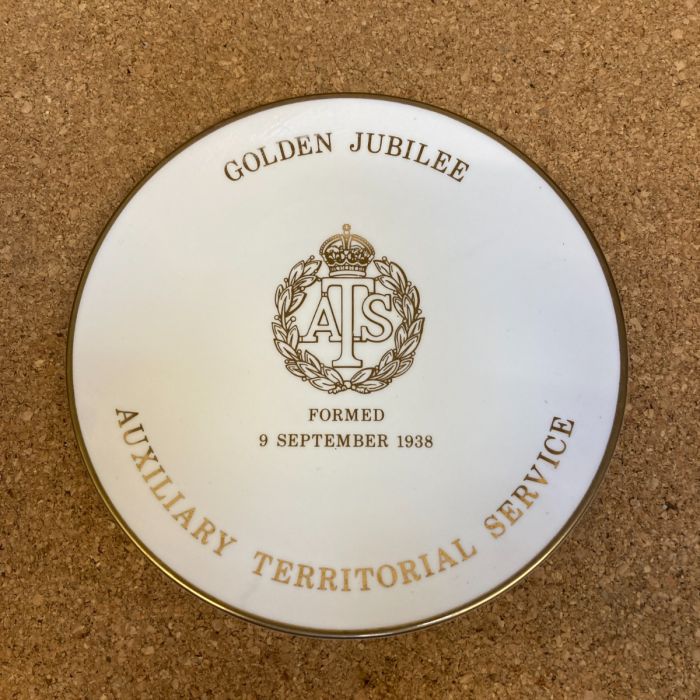 GOLDEN JUBILEE
ATS
FORMED
9 SEPTEMBER 1938
AUXILIARY TERRITORIAL SERVICE